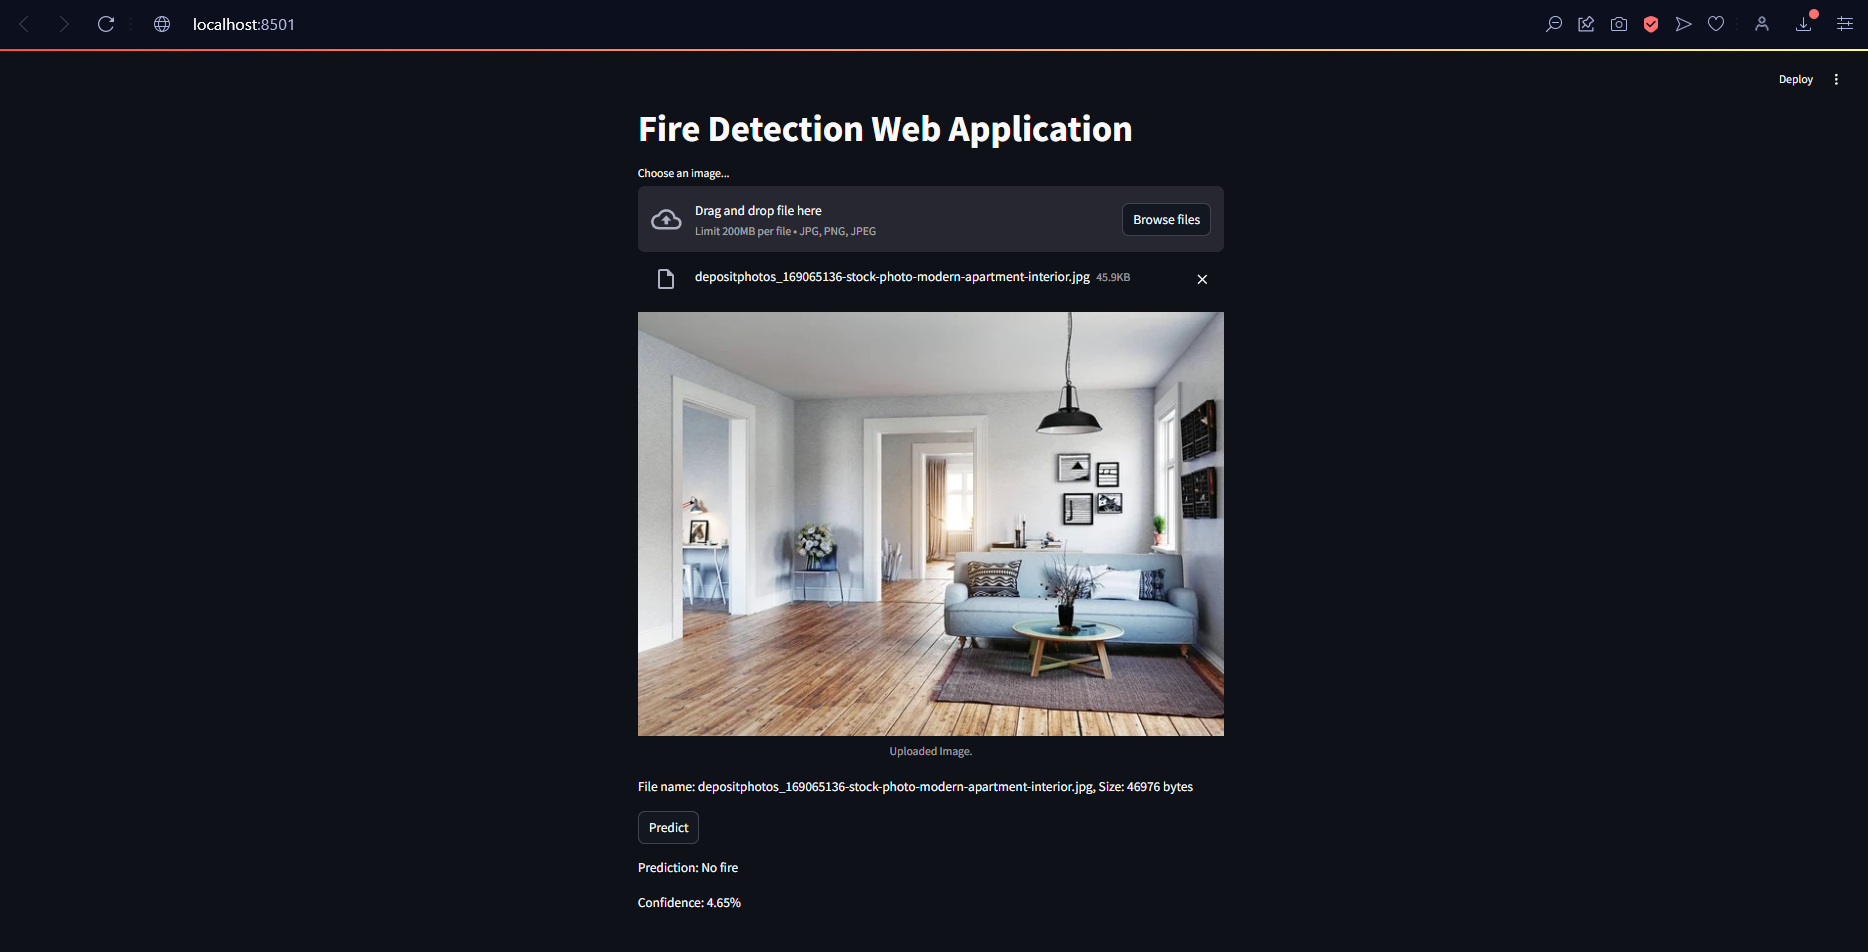 localhost:8501
Deploy
Fire Detection Web Application
Choose an image...
Drag and drop file here
Limit 200MB per file • JPG, PNG, JPEG
Browse files
depositphotos_169065136-stock-photo-modern-apartment-interior.jpg 45.9KB
Uploaded Image.
File name: depositphotos_169065136-stock-photo-modern-apartment-interior.jpg, Size: 46976 bytes
Predict
Prediction: No fire
Confidence: 4.65%